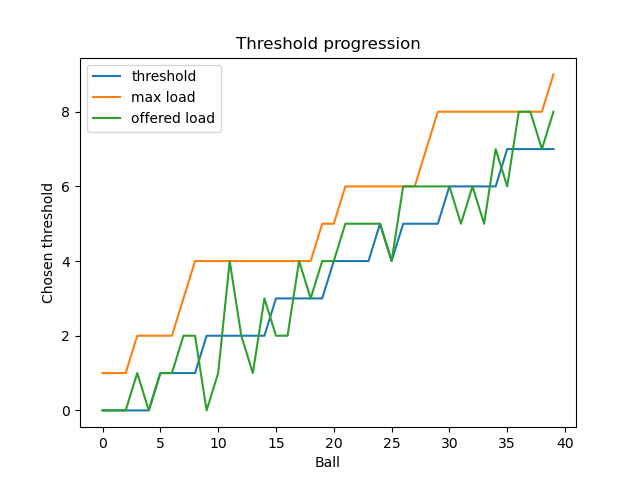 Threshold progression
threshold
max load
offered load
Chosen threshold
8
6
4
2
0
0 5 10 15 20 25 30 35 40
Ball